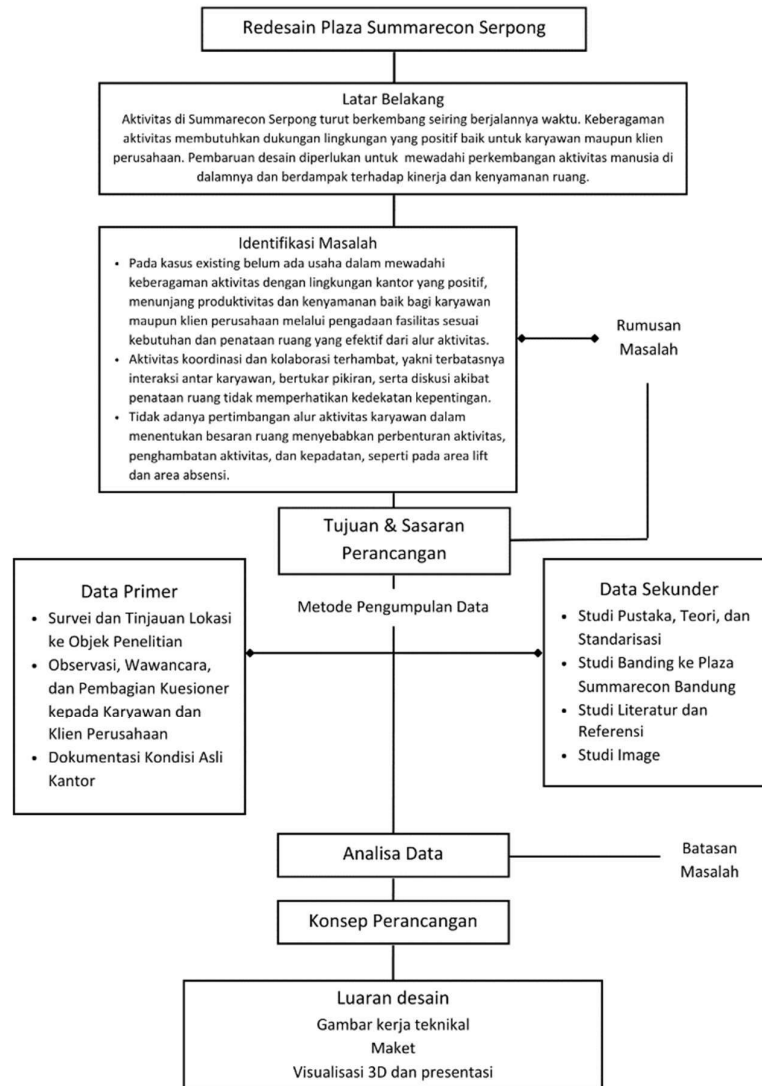 Redesain Plaza Summarecon Serpong
Latar Belakang
Aktivitas di Summarecon Serpong turut berkembang seiring berjalannya waktu. Keberagaman
aktivitas membutuhkan dukungan lingkungan yang positif baik untuk karyawan maupun klien
perusahaan. Pembaruan desain diperlukan untuk mewadahi perkembangan aktivitas manusia di
dalamnya dan berdampak terhadap kinerja dan kenyamanan ruang.
Identifikasi Masalah
• Pada kasus existing belum ada usaha dalam mewadahi
keberagaman aktivitas dengan lingkungan kantor yang positif,
menunjang produktivitas dan kenyamanan baik bagi karyawan
maupun klien perusahaan melalui pengadaan fasilitas sesuai
kebutuhan dan penataan ruang yang efektif dari alur aktivitas.
• Aktivitas koordinasi dan kolaborasi terhambat, yakni terbatasnya
interaksi antar karyawan, bertukar pikiran, serta diskusi akibat
penataan ruang tidak memperhatikan kedekatan kepentingan.
• Tidak adanya pertimbangan alur aktivitas karyawan dalam
menentukan besaran ruang menyebabkan perbenturan aktivitas,
penghambatan aktivitas, dan kepadatan, seperti pada area lift
dan area absensi.
Rumusan
Masalah
Tujuan & Sasaran
Perancangan
Metode Pengumpulan Data
Data Primer
• Survei dan Tinjauan Lokasi
ke Objek Penelitian
• Observasi, Wawancara,
dan Pembagian Kuesioner
kepada Karyawan dan
Klien Perusahaan
• Dokumentasi Kondisi Asli
Kantor
Data Sekunder
• Studi Pustaka, Teori, dan
Standarisasi
• Studi Banding ke Plaza
Summarecon Bandung
• Studi Literatur dan
Referensi
• Studi Image
Analisa Data
Batasan
Masalah
Konsep Perancangan
Luaran desain
Gambar kerja teknikal
Maket
Visualisasi 3D dan presentasi